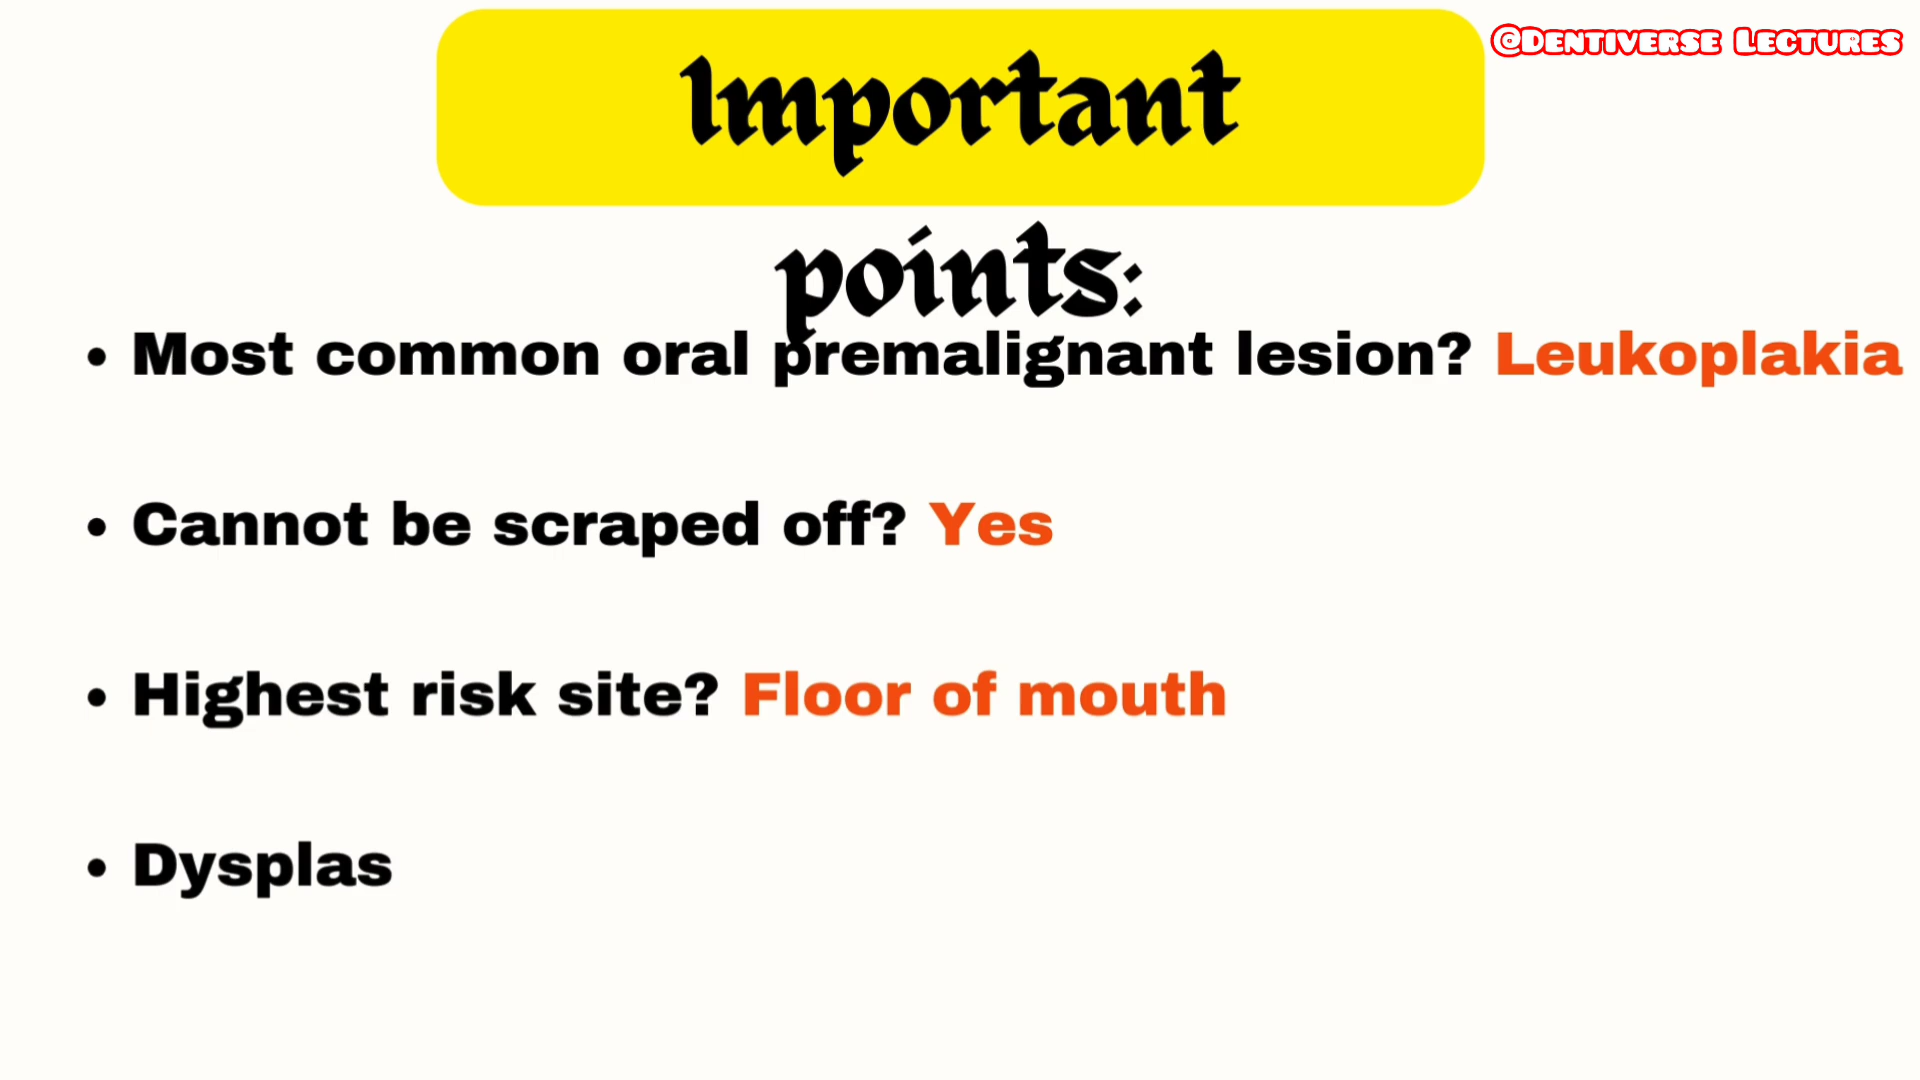 @Dentiverse Lectures
Important
points:
• Most common oral premalignant lesion? Leukoplakia
• Cannot be scraped off? Yes
• Highest risk site? Floor of mouth
• Dysplas